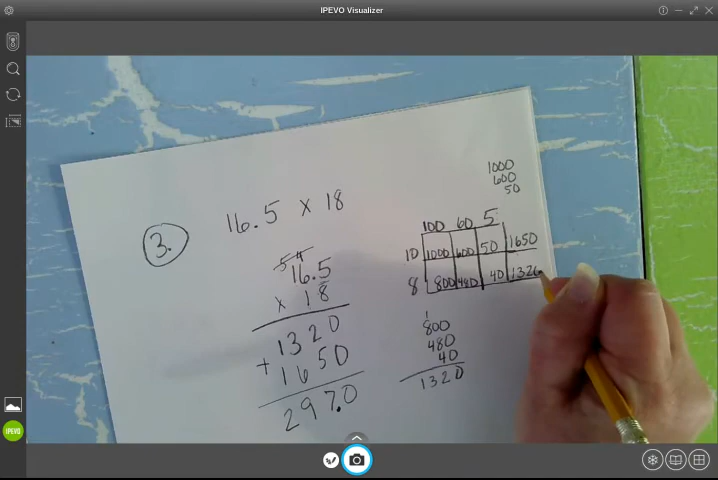 IPEVO Visualizer
3.
16.5 x 18
5 4
16.5
x 18
1320
+ 1650
297.0
1000
600
50
100 60 5
10 1000 600 50 1650
8 800 480 40 1320
1
800
480
40
1320
IPEVO